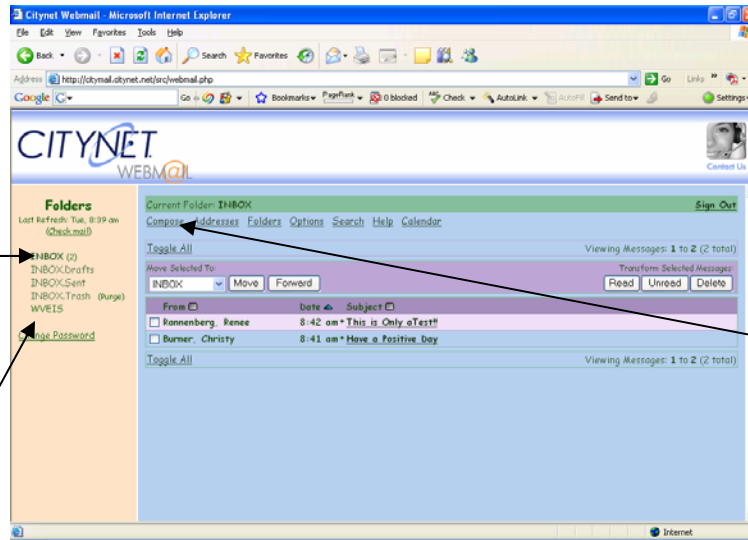 Citynet Webmail - Microsoft Internet Explorer
File Edit View Favorites Tools Help
Back Search Favorites
Address http://citymail.citynet.net/src/webmail.php Go Links »
Google G Go Bookmarks PageRank 0 blocked ABC Check AutoLink AutoFill Send to Settings
CITYNET
WEBM@IL
Contact Us
Folders
Last Refresh: Tue, 8:39 am
(Check mail)
INBOX (2)
INBOX.Drafts
INBOX.Sent
INBOX.Trash (Purge)
WVEIS
Change Password
Current Folder: INBOX Sign Out
Compose Addresses Folders Options Search Help Calendar
Toggle All Viewing Messages: 1 to 2 (2 total)
Move Selected To: Transform Selected Messages:
INBOX Move Forward Read Unread Delete
From Date Subject
Rannenberg, Renee 8:42 am + This is Only aTest!!
Burner, Christy 8:41 am + Have a Positive Day
Toggle All Viewing Messages: 1 to 2 (2 total)
Internet